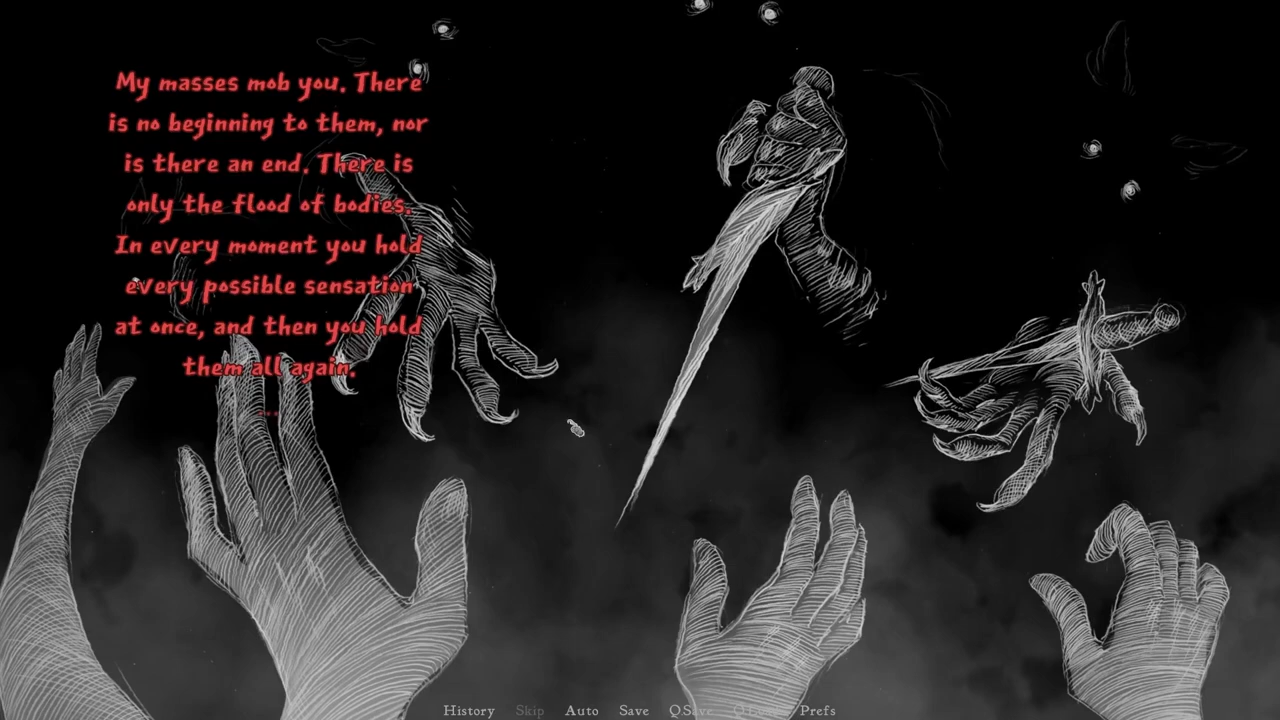 My masses mob you. There
is no beginning to them, nor
is there an end. There is
only the flood of bodies.
In every moment you hold
every possible sensation
at once, and then you hold
them all again.
...
History Skip Auto Save Q.Save Q.Load Prefs